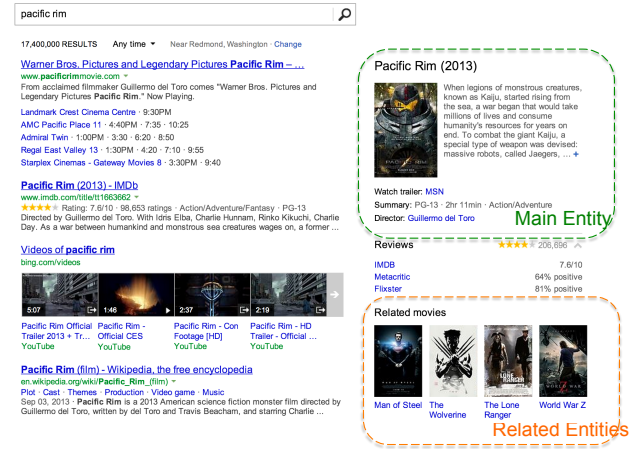 pacific rim
17,400,000 RESULTS Any time Near Redmond, Washington · Change
Warner Bros. Pictures and Legendary Pictures Pacific Rim – ...
www.pacificrimmovie.com
From acclaimed filmmaker Guillermo del Toro comes "Warner Bros. Pictures and
Legendary Pictures Pacific Rim." Now Playing.
Landmark Crest Cinema Centre · 9:30PM
AMC Pacific Place 11 · 4:40PM · 7:35 · 10:25
Admiral Twin · 1:00PM · 3:30 · 6:20 · 8:50
Regal East Valley 13 · 1:30PM · 4:20 · 7:10 · 9:55
Starplex Cinemas - Gateway Movies 8 · 3:30PM · 9:40
Pacific Rim (2013) - IMDb
www.imdb.com/title/tt1663662
Rating: 7.6/10 · 98,653 ratings · Action/Adventure/Fantasy · PG-13
Directed by Guillermo del Toro. With Idris Elba, Charlie Hunnam, Rinko Kikuchi, Charlie
Day. As a war between humankind and monstrous sea creatures wages on, a former ...
Videos of pacific rim
bing.com/videos
5:07 1:46 2:37 2:19
Pacific Rim Official Pacific Rim - Pacific Rim - Con Pacific Rim - HD
Trailer 2013 + Tr... Official CES Footage [HD] Trailer - Official ...
YouTube YouTube YouTube YouTube
Pacific Rim (film) - Wikipedia, the free encyclopedia
en.wikipedia.org/wiki/Pacific_Rim_(film)
Plot · Cast · Themes · Production · Video game · Music
Sep 03, 2013 · Pacific Rim is a 2013 American science fiction monster film directed by
Guillermo del Toro, written by del Toro and Travis Beacham, and starring Charlie ...
Pacific Rim (2013)
When legions of monstrous creatures,
known as Kaiju, started rising from
the sea, a war began that would take
millions of lives and consume
humanity's resources for years on
end. To combat the giant Kaiju, a
special type of weapon was devised:
massive robots, called Jaegers, ... +
PACIFIC RIM
Watch trailer: MSN
Summary: PG-13 · 2hr 11min · Action/Adventure
Director: Guillermo del Toro
Main Entity
Reviews 206,696
IMDB 7.6/10
Metacritic 64% positive
Flixster 81% positive
Related movies
LONE
RANGER
WORLD WAR Z
Man of Steel The Wolverine The Lone Ranger World War Z
Related Entities